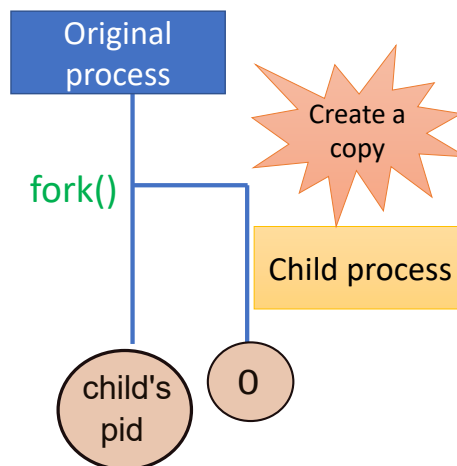 Original
process
Create a
copy
fork()
Child process
child's
pid
0